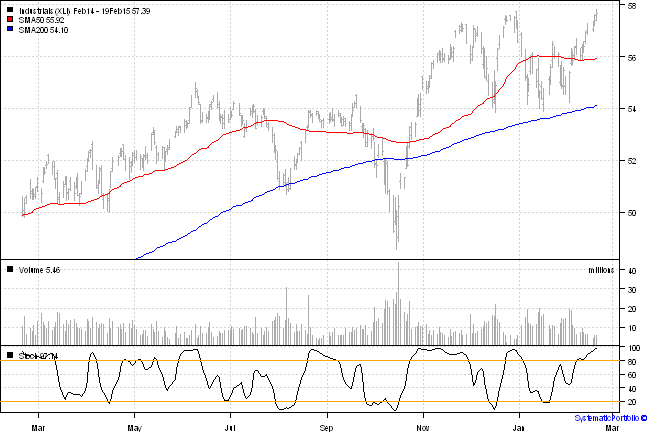 Industrials (XLI) Feb14 - 19Feb15 57.39
SMA50 55.92
SMA200 54.10
58
56
54
52
50
Volume 5.46
millions
40
30
20
10
100
80
60
40
20
Mar May Jul Sep Nov Jan Mar
SystematicPortfolio ©